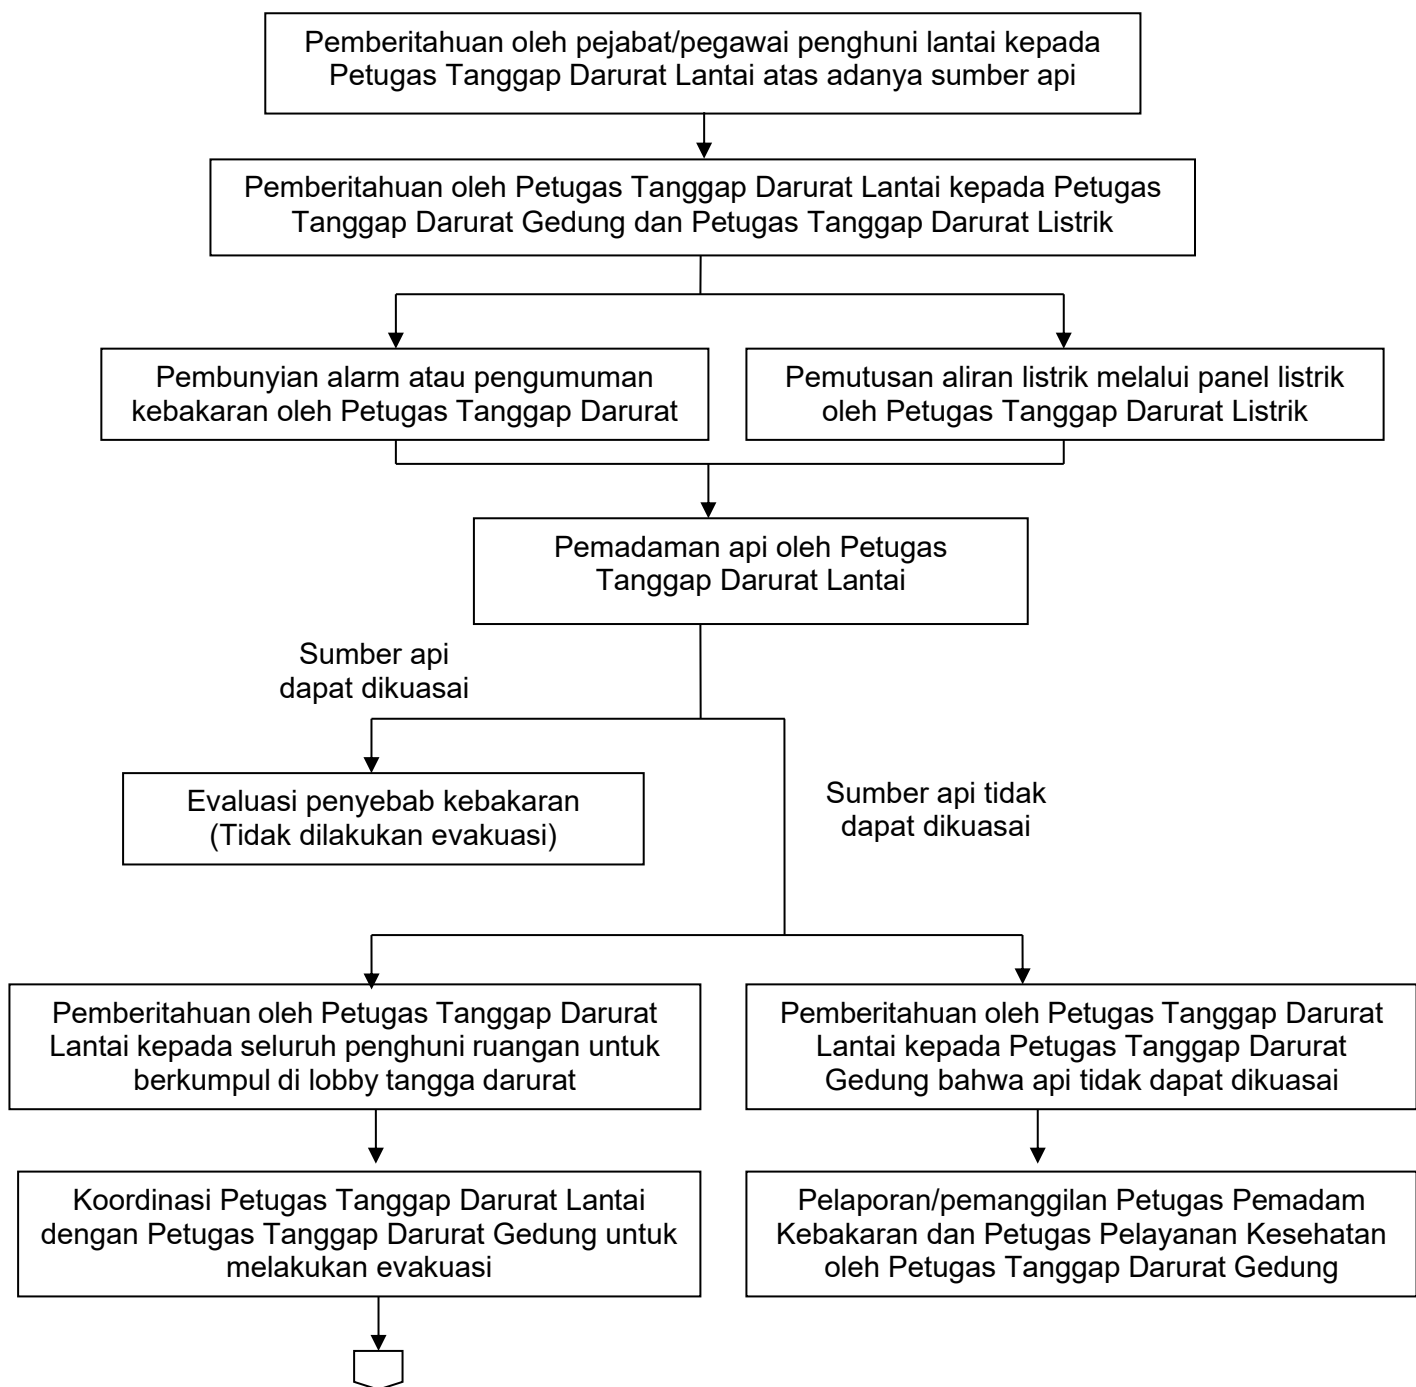 Pemberitahuan oleh pejabat/pegawai penghuni lantai kepada
Petugas Tanggap Darurat Lantai atas adanya sumber api
Pemberitahuan oleh Petugas Tanggap Darurat Lantai kepada Petugas
Tanggap Darurat Gedung dan Petugas Tanggap Darurat Listrik
Pembunyian alarm atau pengumuman
kebakaran oleh Petugas Tanggap Darurat
Pemutusan aliran listrik melalui panel listrik
oleh Petugas Tanggap Darurat Listrik
Pemadaman api oleh Petugas
Tanggap Darurat Lantai
Sumber api
dapat dikuasai
Evaluasi penyebab kebakaran
(Tidak dilakukan evakuasi)
Sumber api tidak
dapat dikuasai
Pemberitahuan oleh Petugas Tanggap Darurat
Lantai kepada seluruh penghuni ruangan untuk
berkumpul di lobby tangga darurat
Pemberitahuan oleh Petugas Tanggap Darurat
Lantai kepada Petugas Tanggap Darurat
Gedung bahwa api tidak dapat dikuasai
Koordinasi Petugas Tanggap Darurat Lantai
dengan Petugas Tanggap Darurat Gedung untuk
melakukan evakuasi
Pelaporan/pemanggilan Petugas Pemadam
Kebakaran dan Petugas Pelayanan Kesehatan
oleh Petugas Tanggap Darurat Gedung